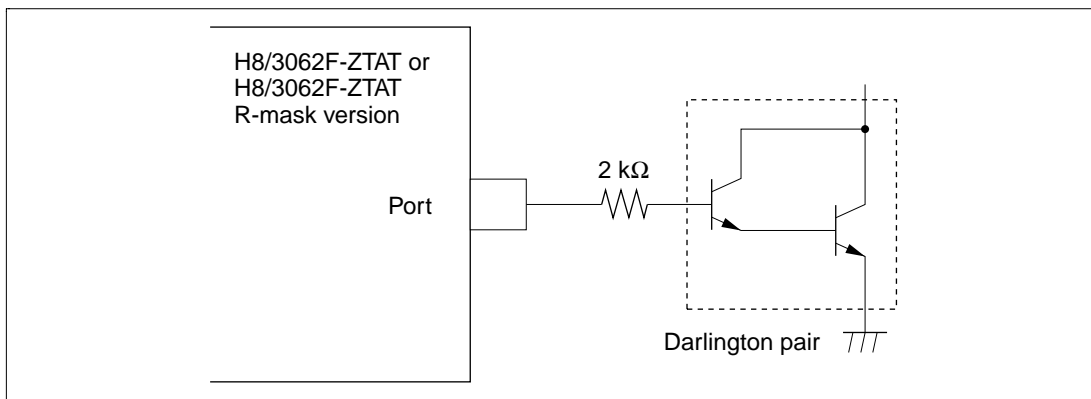 H8/3062F-ZTAT or
H8/3062F-ZTAT
R-mask version
Port
2 kΩ
Darlington pair